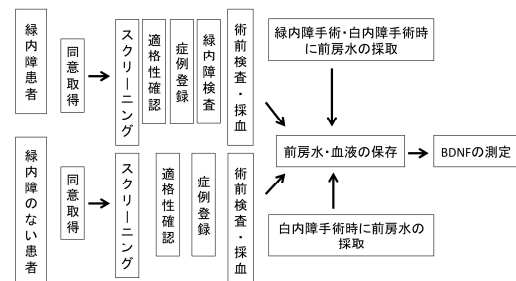 緑内障患者
同意取得
スクリーニング
適格性確認
症例登録
緑内障検査
術前検査・採血
緑内障手術・白内障手術時
に前房水の採取
前房水・血液の保存
BDNFの測定
緑内障のない患者
同意取得
スクリーニング
適格性確認
症例登録
術前検査・採血
白内障手術時に前房水の
採取